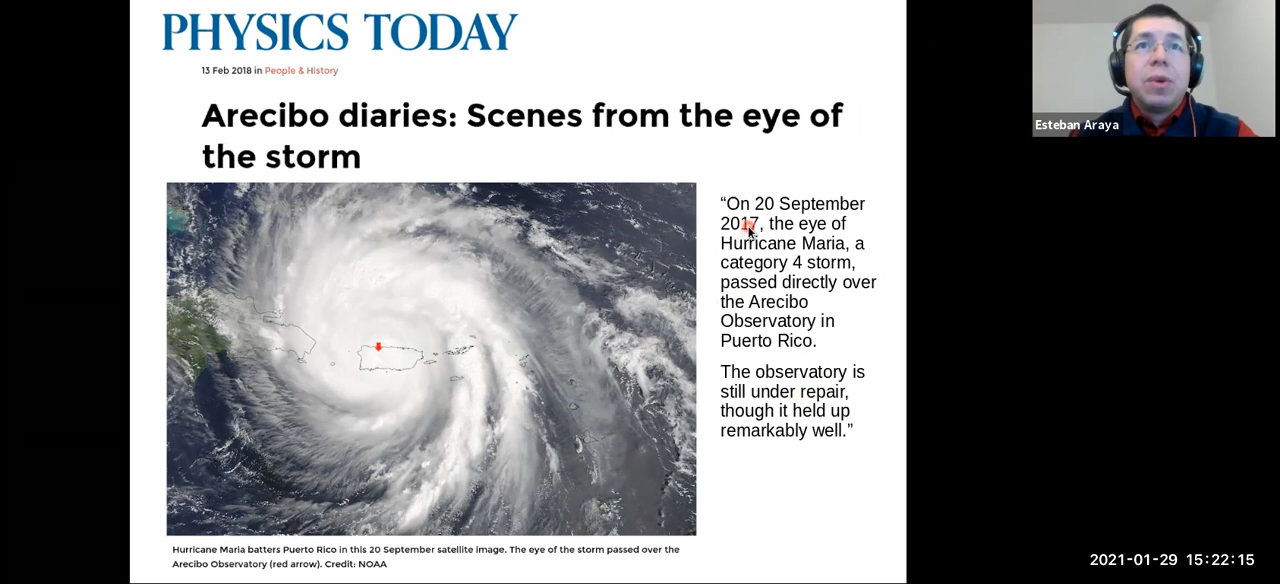 PHYSICS TODAY
13 Feb 2018 in People & History
Arecibo diaries: Scenes from the eye of
the storm
“On 20 September
2017, the eye of
Hurricane Maria, a
category 4 storm,
passed directly over
the Arecibo
Observatory in
Puerto Rico.
The observatory is
still under repair,
though it held up
remarkably well.”
Hurricane Maria batters Puerto Rico in this 20 September satellite image. The eye of the storm passed over the
Arecibo Observatory (red arrow). Credit: NOAA
Esteban Araya
2021-01-29 15:22:15